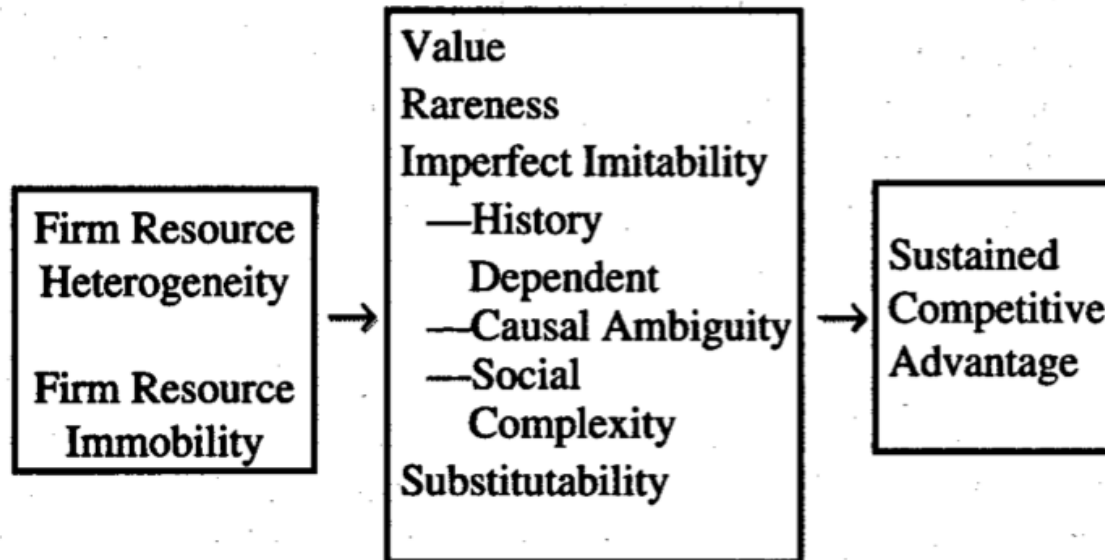 Firm Resource
Heterogeneity
Firm Resource
Immobility
Value
Rareness
Imperfect Imitability
—History
Dependent
—Causal Ambiguity
—Social
Complexity
Substitutability
Sustained
Competitive
Advantage